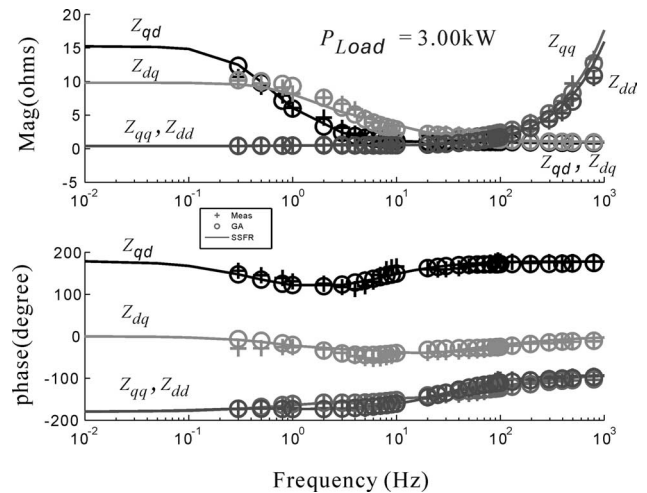 Z_qd
P_Load = 3.00kW
Z_qq
Z_dq
Z_dd
Z_qq, Z_dd
Z_qd, Z_dq
Mag(ohms)
20
15
10
5
0
-5
10^-2
10^-1
10^0
10^1
10^2
10^3
Meas
GA
SSFR
Z_qd
Z_dq
Z_qq, Z_dd
phase(degree)
200
100
0
-100
-200
10^-2
10^-1
10^0
10^1
10^2
10^3
Frequency (Hz)